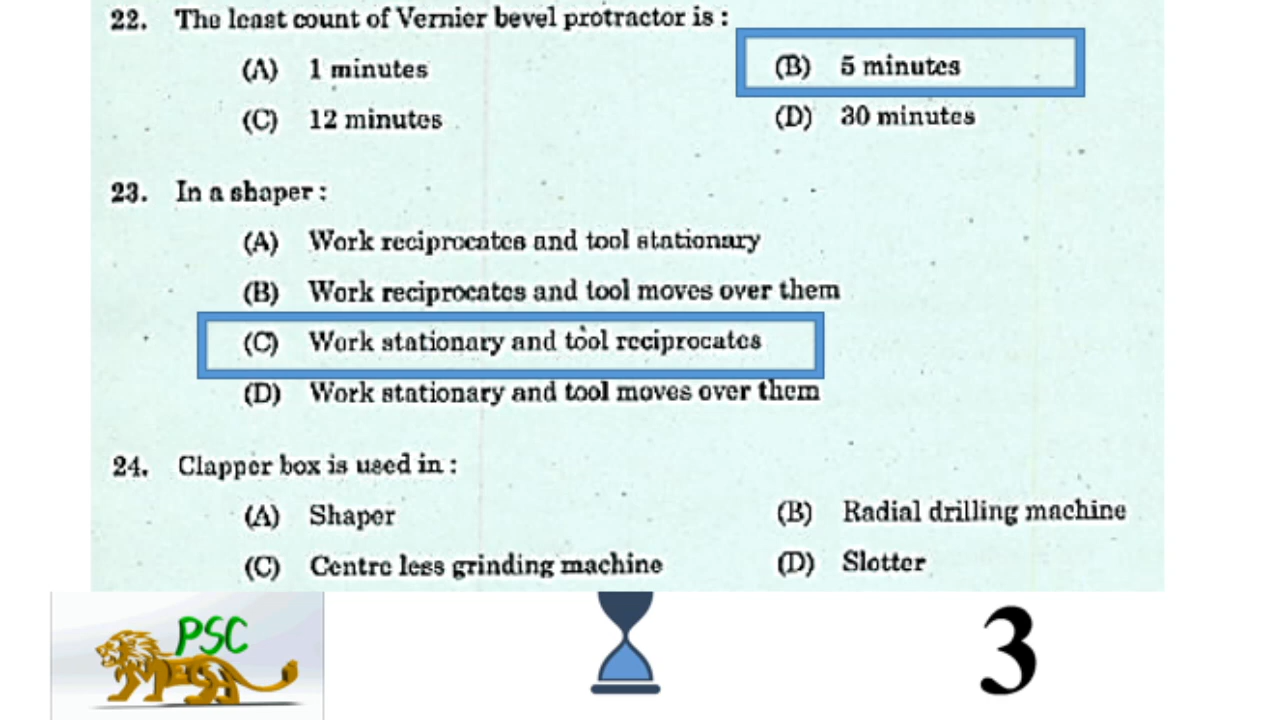 22. The least count of Vernier bevel protractor is :
(A) 1 minutes (B) 5 minutes
(C) 12 minutes (D) 30 minutes
23. In a shaper :
(A) Work reciprocates and tool stationary
(B) Work reciprocates and tool moves over them
(C) Work stationary and tool reciprocates
(D) Work stationary and tool moves over them
24. Clapper box is used in :
(A) Shaper (B) Radial drilling machine
(C) Centre less grinding machine (D) Slotter
PSC
3